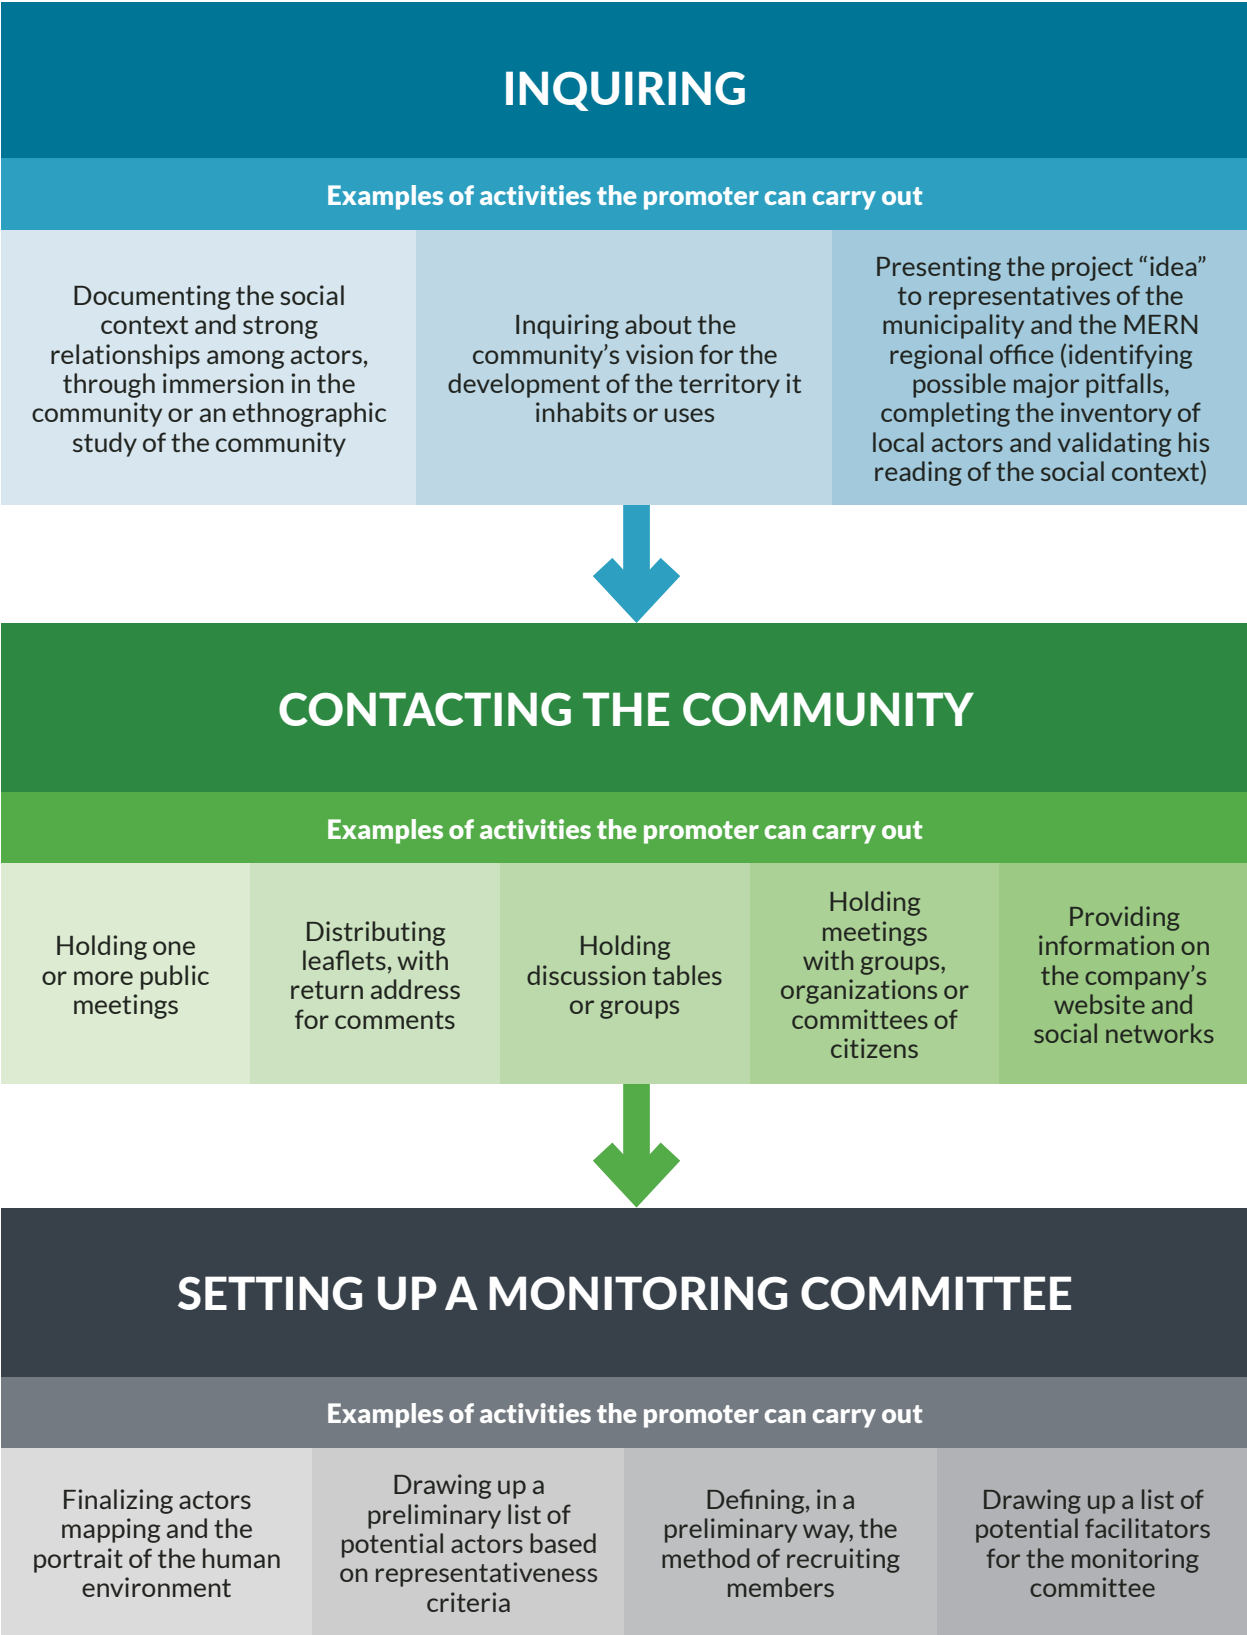 INQUIRING
Examples of activities the promoter can carry out
Documenting the social
context and strong
relationships among actors,
through immersion in the
community or an ethnographic
study of the community
Inquiring about the
community’s vision for the
development of the territory it
inhabits or uses
Presenting the project “idea”
to representatives of the
municipality and the MERN
regional office (identifying
possible major pitfalls,
completing the inventory of
local actors and validating his
reading of the social context)
CONTACTING THE COMMUNITY
Examples of activities the promoter can carry out
Holding one
or more public
meetings
Distributing
leaflets, with
return address
for comments
Holding
discussion tables
or groups
Holding
meetings
with groups,
organizations or
committees of
citizens
Providing
information on
the company’s
website and
social networks
SETTING UP A MONITORING COMMITTEE
Examples of activities the promoter can carry out
Finalizing actors
mapping and the
portrait of the human
environment
Drawing up a
preliminary list of
potential actors based
on representativeness
criteria
Defining, in a
preliminary way, the
method of recruiting
members
Drawing up a list of
potential facilitators
for the monitoring
committee